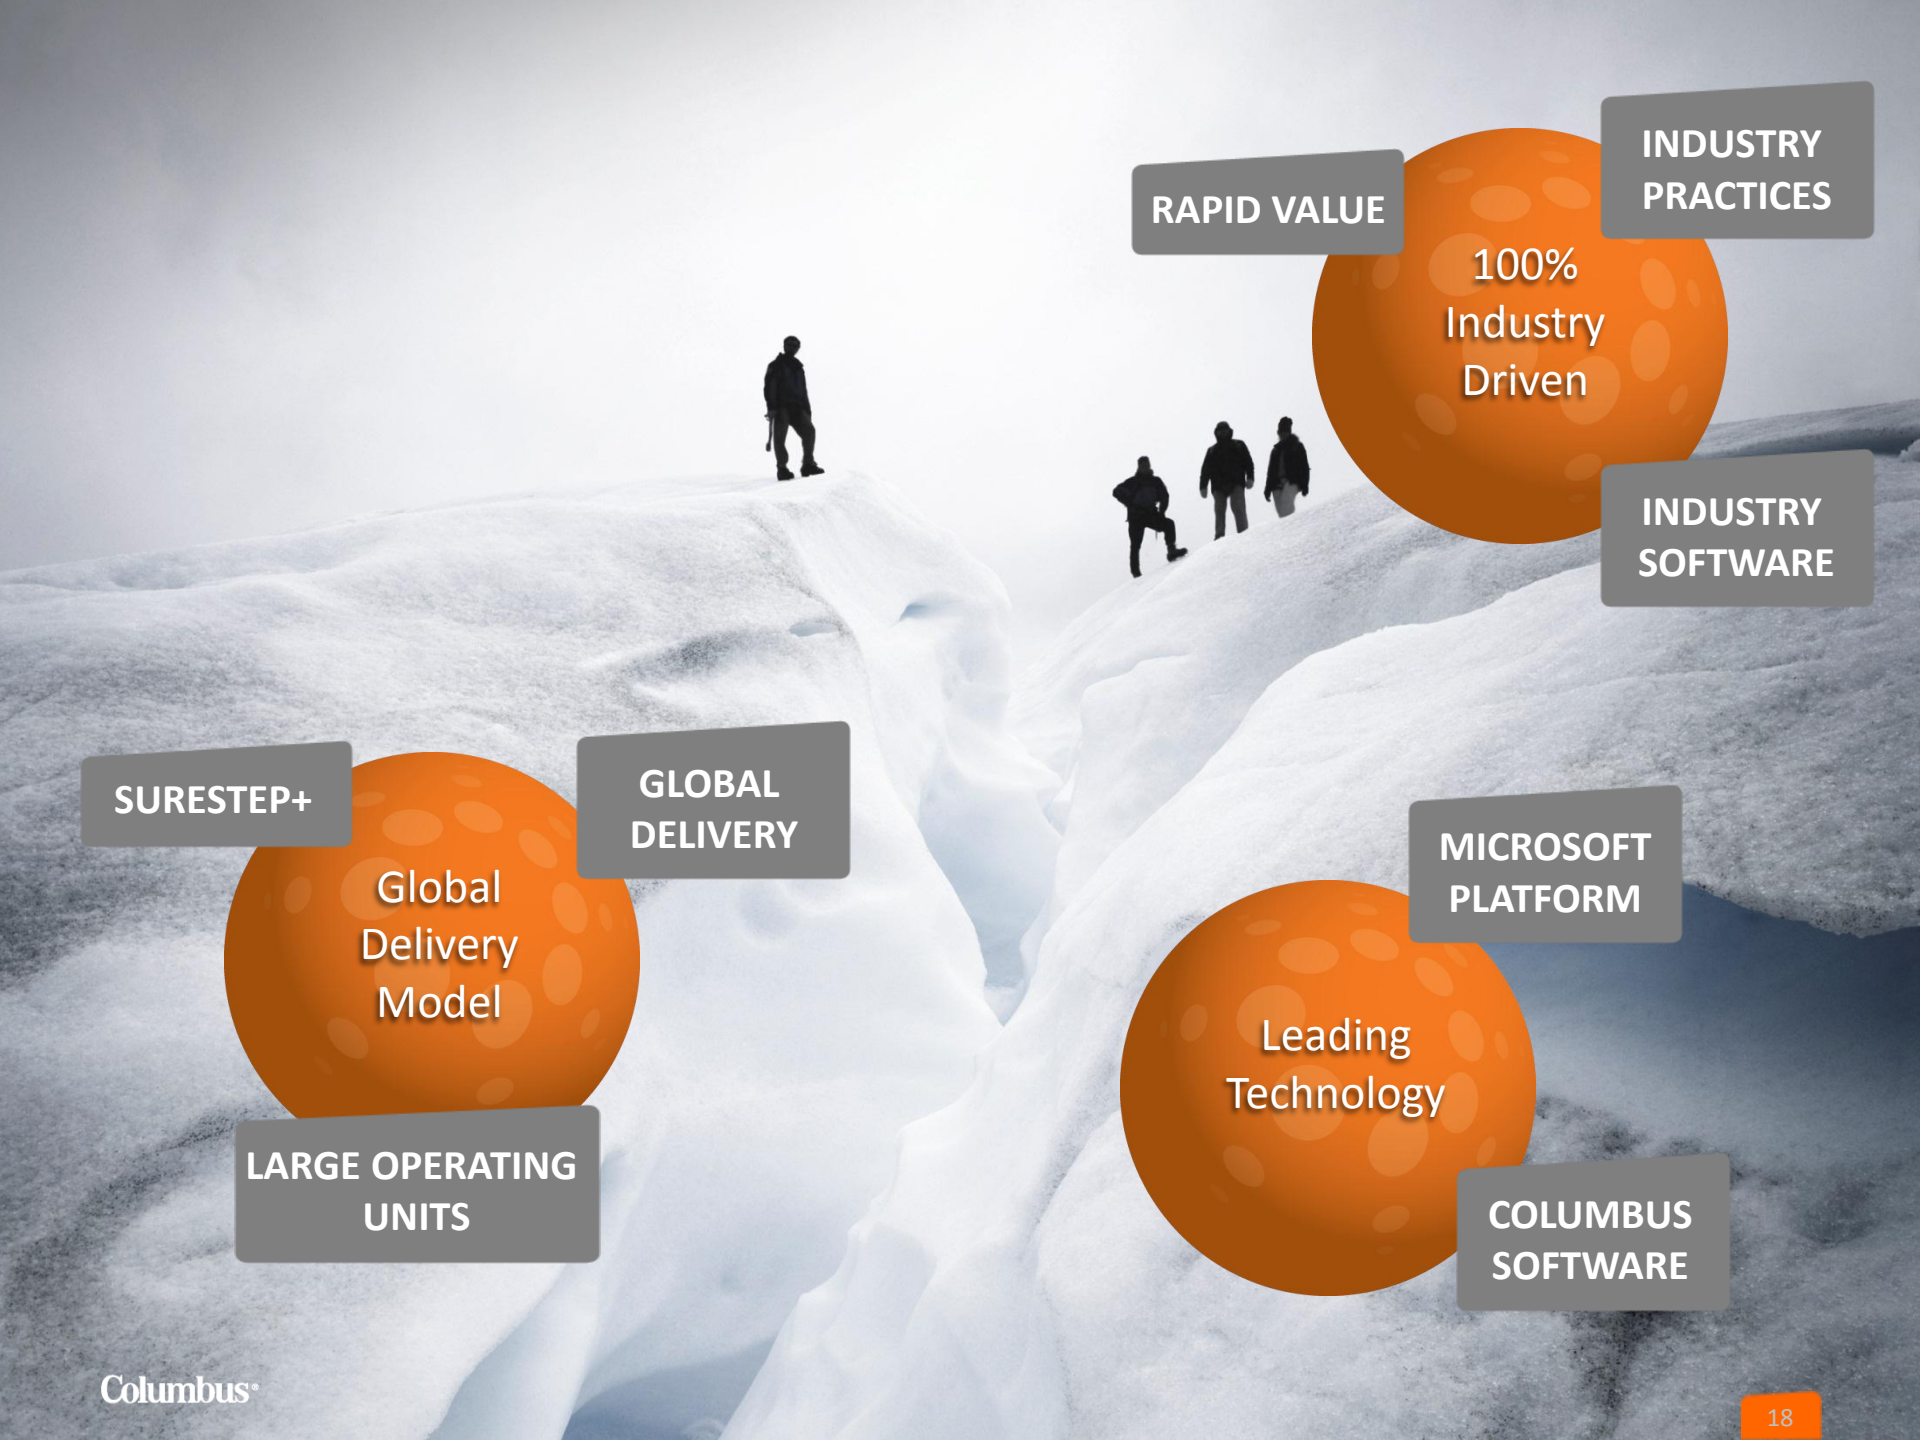 RAPID VALUE
INDUSTRY
PRACTICES
100%
Industry
Driven
INDUSTRY
SOFTWARE
SURESTEP+
GLOBAL
DELIVERY
Global
Delivery
Model
LARGE OPERATING
UNITS
MICROSOFT
PLATFORM
Leading
Technology
COLUMBUS
SOFTWARE
Columbus®
18